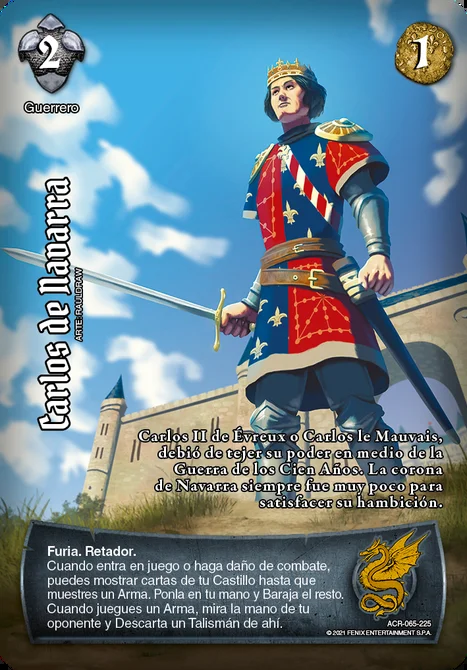 2
1
Guerrero
Carlos de Navarra
ARTE: RAULDRAW
Carlos II de Évreux o Carlos le Mauvais,
debió de tejer su poder en medio de la
Guerra de los Cien Años. La corona
de Navarra siempre fue muy poco para
satisfacer su hambición.
Furia. Retador.
Cuando entra en juego o haga daño de combate,
puedes mostrar cartas de tu Castillo hasta que
muestres un Arma. Ponla en tu mano y Baraja el resto.
Cuando juegues un Arma, mira la mano de tu
oponente y Descarta un Talismán de ahí.
ACR-065-225
© 2021 FENIX ENTERTAINMENT S.P.A.